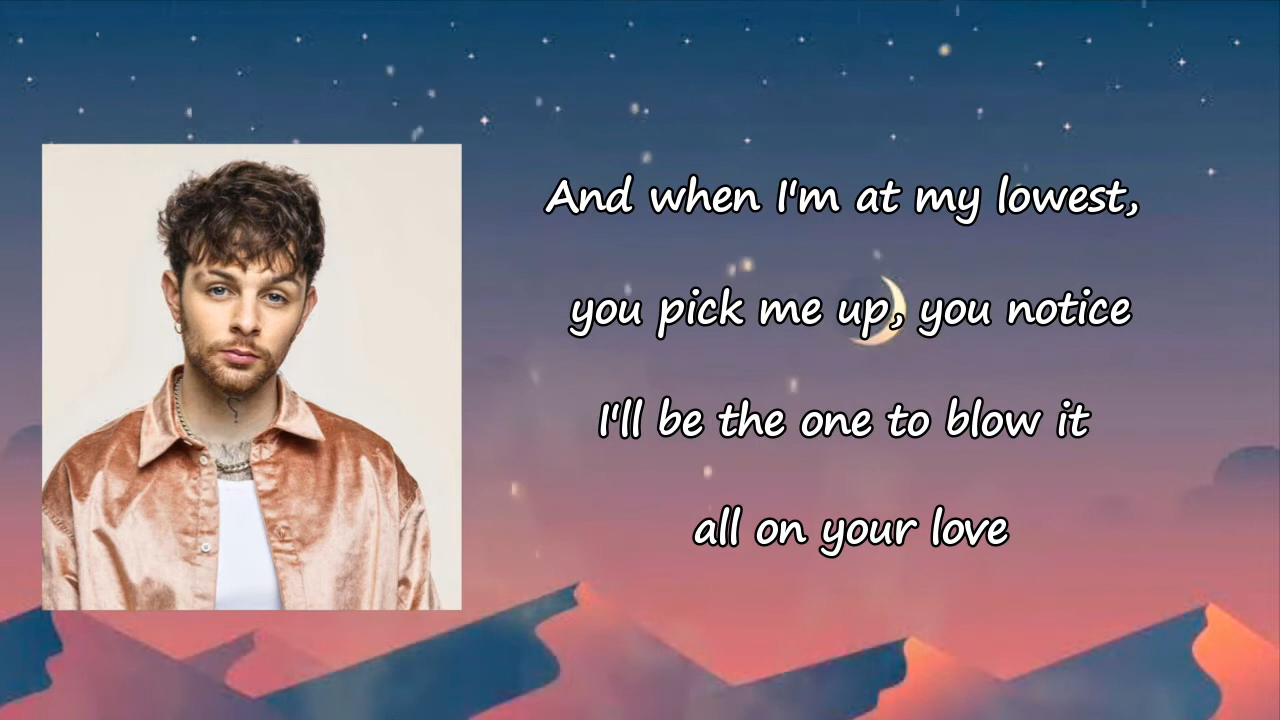 And when I'm at my lowest,
you pick me up, you notice
I'll be the one to blow it
all on your love